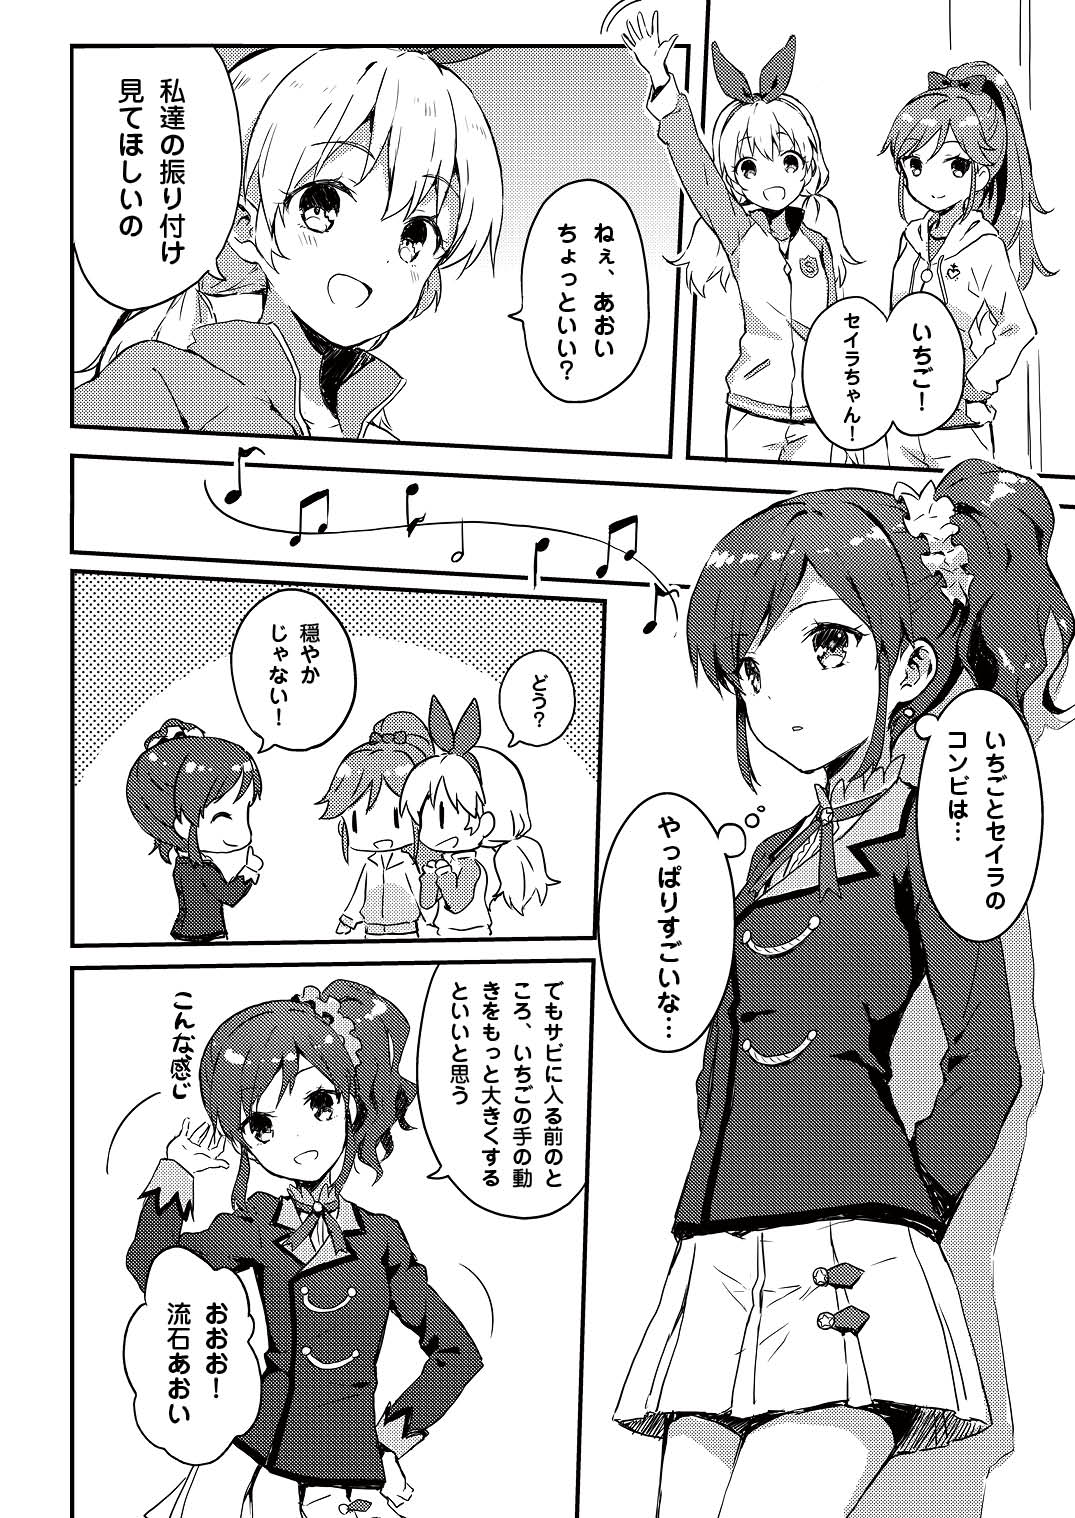 いちご！
セイラちゃん！
ねぇ、あおい
ちょっといい？
私達の振り付け
見てほしいの
いちごとセイラの
コンビは…
やっぱりすごいな…
どう？
穏やか
じゃない！
でもサビに入る前のと
ころ、いちごの手の動
きをもっと大きくする
といいと思う
こんな感じ
おおお！
流石あおい